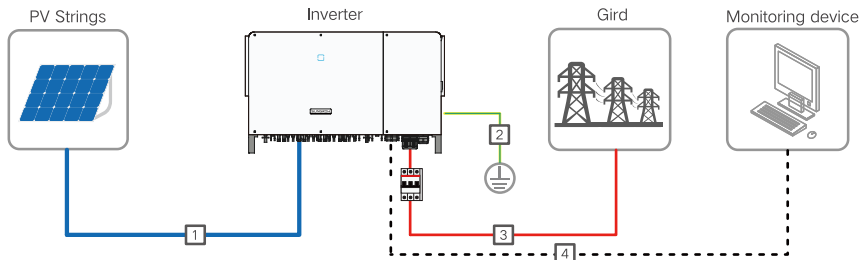 PV Strings
Inverter
Gird
Monitoring device
2
1
3
4